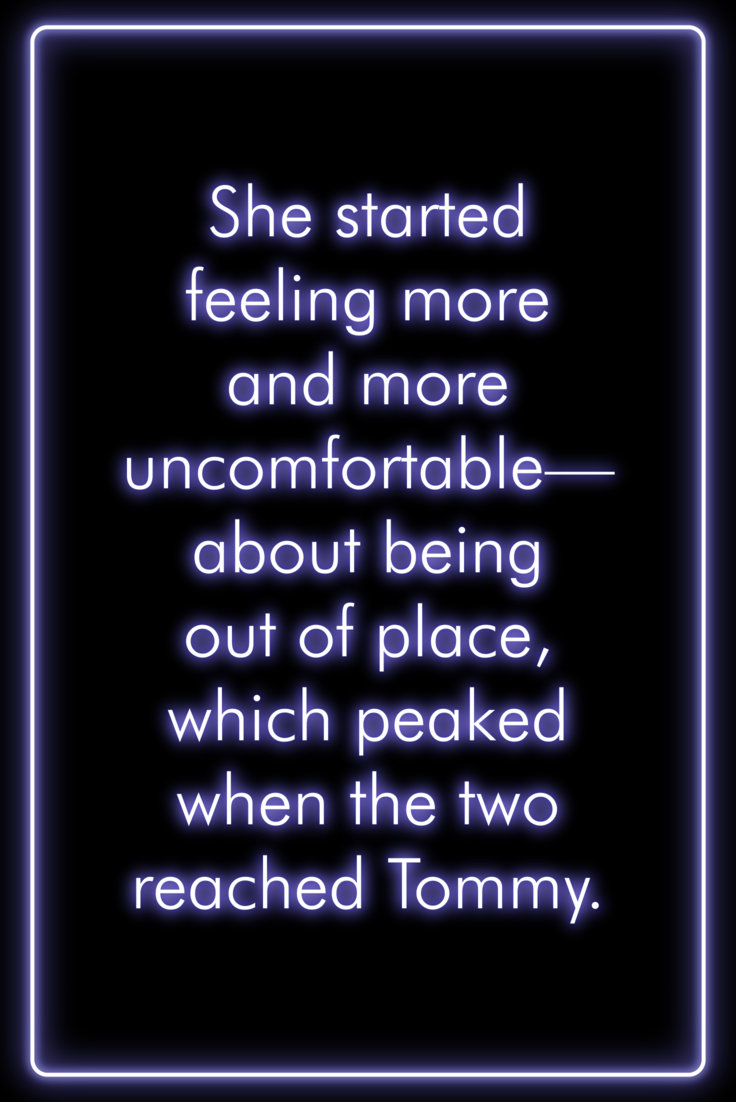 She started
feeling more
and more
uncomfortable—
about being
out of place,
which peaked
when the two
reached Tommy.